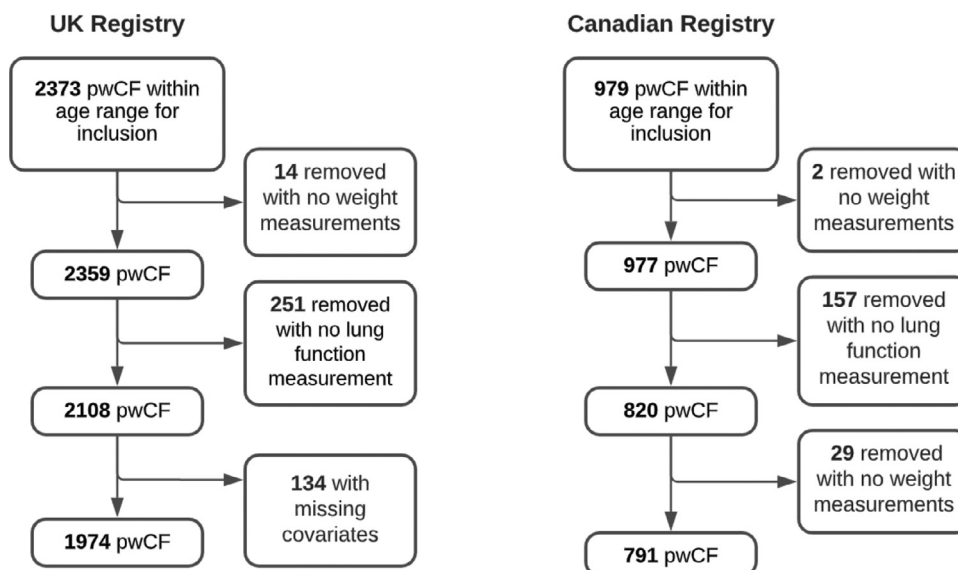 UK Registry
2373 pwCF within
age range for
inclusion
14 removed
with no weight
measurements
2359 pwCF
251 removed
with no lung
function
measurement
2108 pwCF
134 with
missing
covariates
1974 pwCF
Canadian Registry
979 pwCF within
age range for
inclusion
2 removed with
no weight
measurements
977 pwCF
157 removed
with no lung
function
measurement
820 pwCF
29 removed
with no weight
measurements
791 pwCF